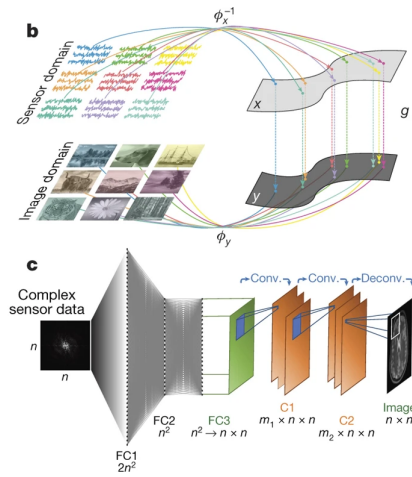 b
ϕₓ⁻¹
Sensor domain
x
g
Image domain
y
ϕᵧ
c
Conv.
Conv.
Deconv.
Complex
sensor data
n
n
FC1
2n²
FC2
n²
FC3
n² → n × n
C1
m₁ × n × n
C2
m₂ × n × n
Image
n × n